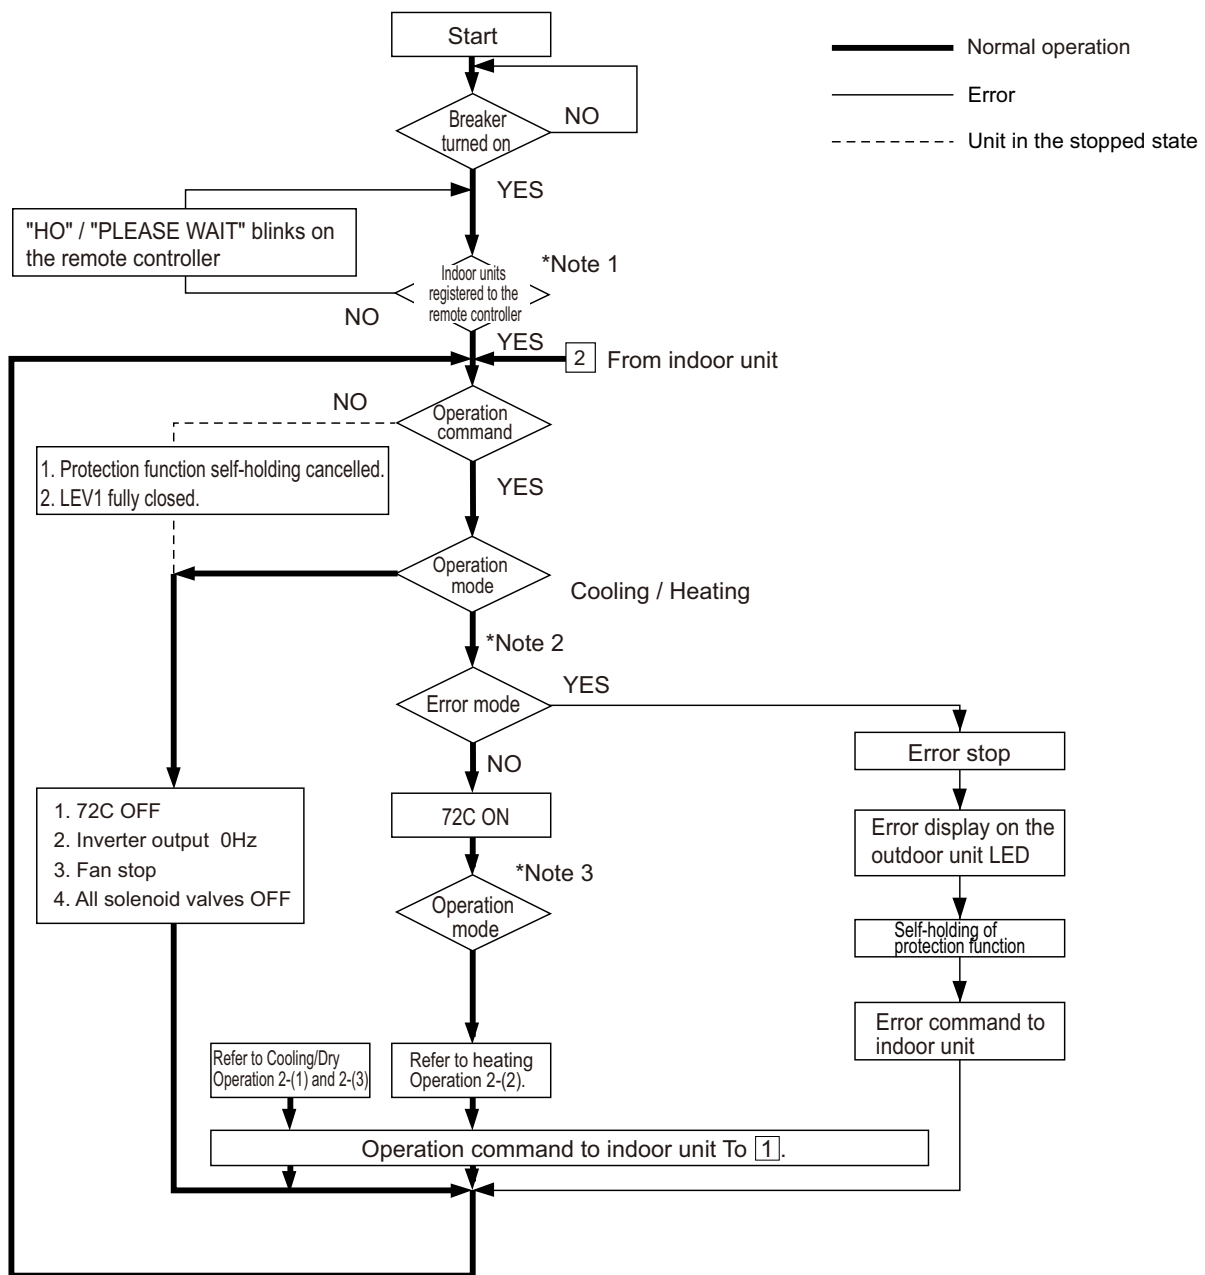 Start
Normal operation
Error
Unit in the stopped state
Breaker
turned on
NO
YES
"HO" / "PLEASE WAIT" blinks on
the remote controller
*Note 1
Indoor units
registered to the
remote controller
NO
YES
2 From indoor unit
NO
Operation
command
1. Protection function self-holding cancelled.
2. LEV1 fully closed.
YES
Operation
mode
Cooling / Heating
*Note 2
YES
Error mode
NO
Error stop
72C ON
1. 72C OFF
2. Inverter output 0Hz
3. Fan stop
4. All solenoid valves OFF
Error display on the
outdoor unit LED
*Note 3
Operation
mode
Self-holding of
protection function
Error command to
indoor unit
Refer to Cooling/Dry
Operation 2-(1) and 2-(3)
Refer to heating
Operation 2-(2).
Operation command to indoor unit To 1.